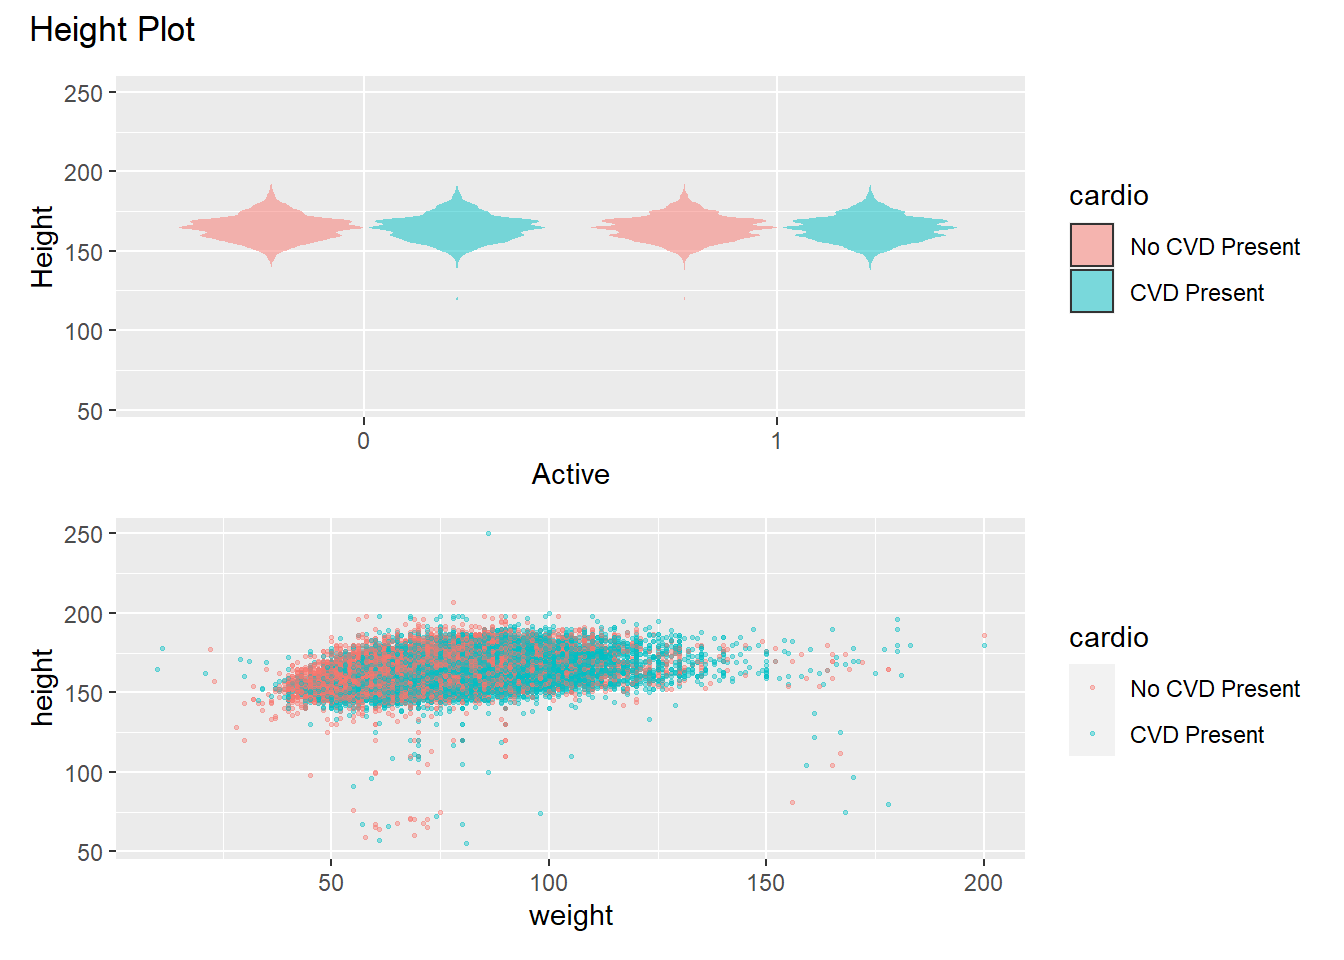 Height Plot
250
200
150
100
50
Height
0
1
Active
cardio
No CVD Present
CVD Present
250
200
150
100
50
height
50
100
150
200
weight
cardio
No CVD Present
CVD Present